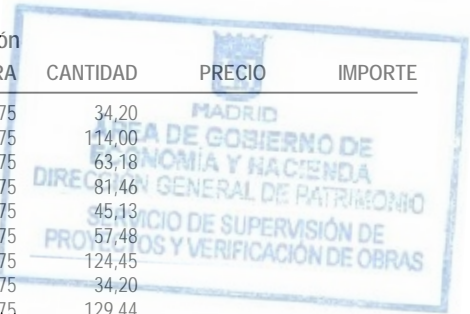 ón
RA CANTIDAD PRECIO IMPORTE
75 34,20
MADRID
75 114,00
ÁREA DE GOBIERNO DE
75 63,18
ECONOMÍA Y HACIENDA
75 81,46
DIRECCIÓN GENERAL DE PATRIMONIO
75 45,13
SERVICIO DE SUPERVISIÓN DE
75 57,48
PROYECTOS Y VERIFICACIÓN DE OBRAS
75 124,45
75 34,20
75 129,44